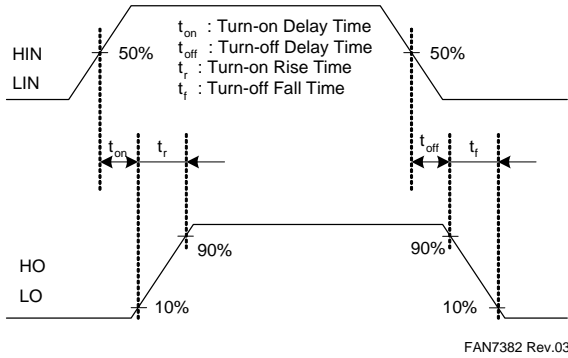 HIN
LIN
50%
t_on : Turn-on Delay Time
t_off : Turn-off Delay Time
t_r : Turn-on Rise Time
t_f : Turn-off Fall Time
50%
t_on
t_r
t_off
t_f
HO
LO
90%
10%
90%
10%
FAN7382 Rev.03